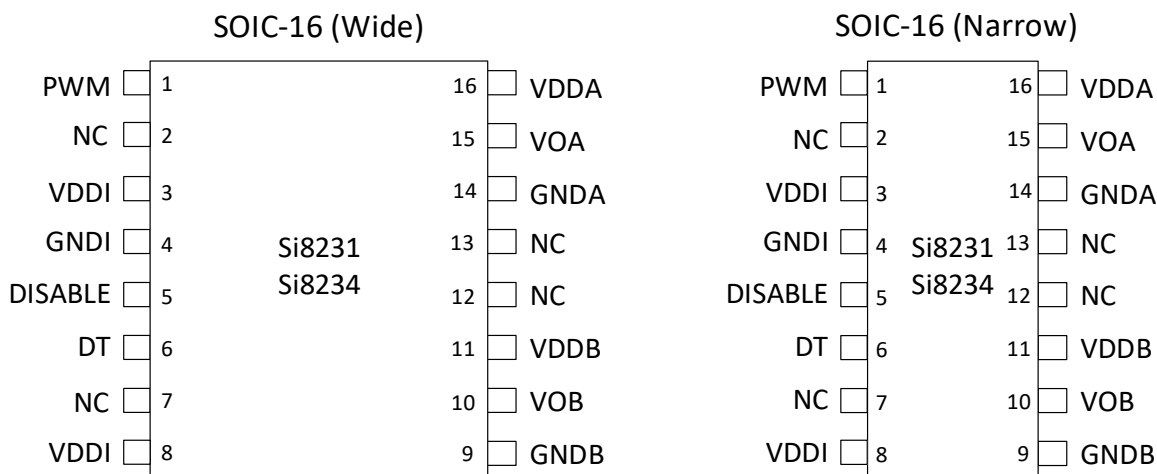 SOIC-16 (Wide)
PWM 1 16 VDDA
NC 2 15 VOA
VDDI 3 14 GNDA
GNDI 4 13 NC
Si8231
Si8234
DISABLE 5 12 NC
DT 6 11 VDDB
NC 7 10 VOB
VDDI 8 9 GNDB
SOIC-16 (Narrow)
PWM 1 16 VDDA
NC 2 15 VOA
VDDI 3 14 GNDA
GNDI 4 13 NC
Si8231
Si8234
DISABLE 5 12 NC
DT 6 11 VDDB
NC 7 10 VOB
VDDI 8 9 GNDB